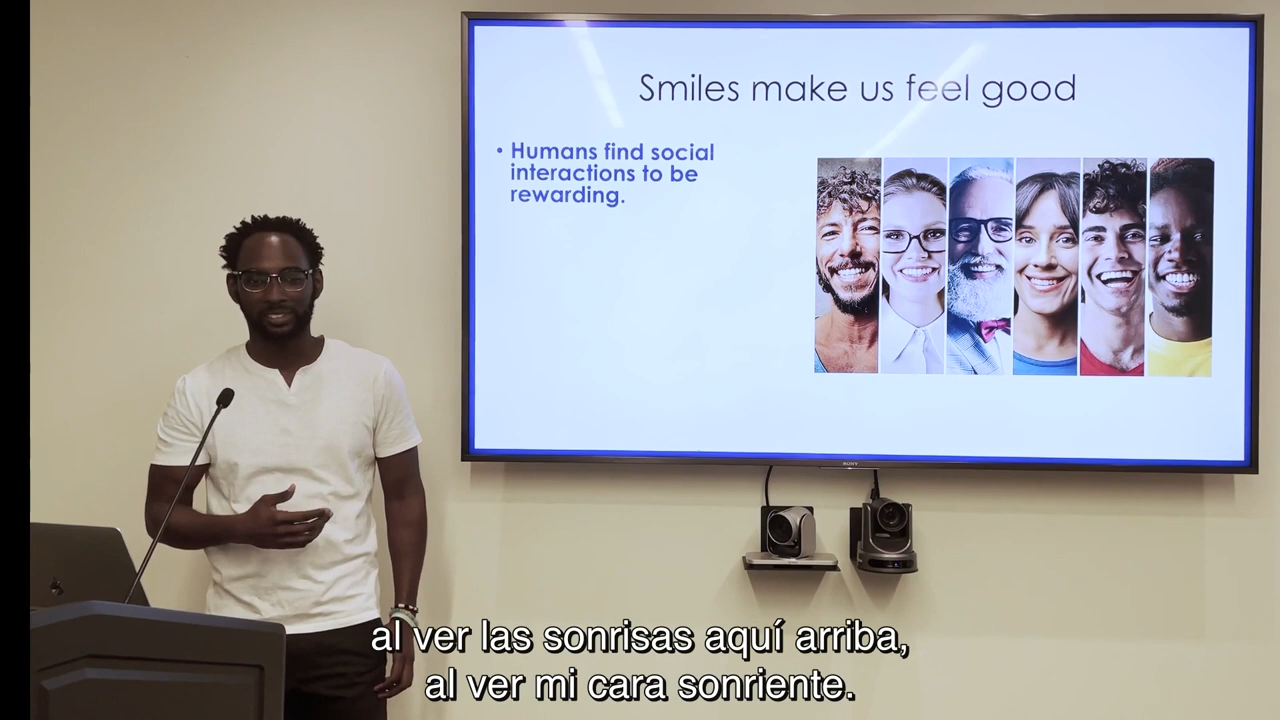 Smiles make us feel good
• Humans find social
interactions to be
rewarding.
SONY
al ver las sonrisas aquí arriba,
al ver mi cara sonriente.